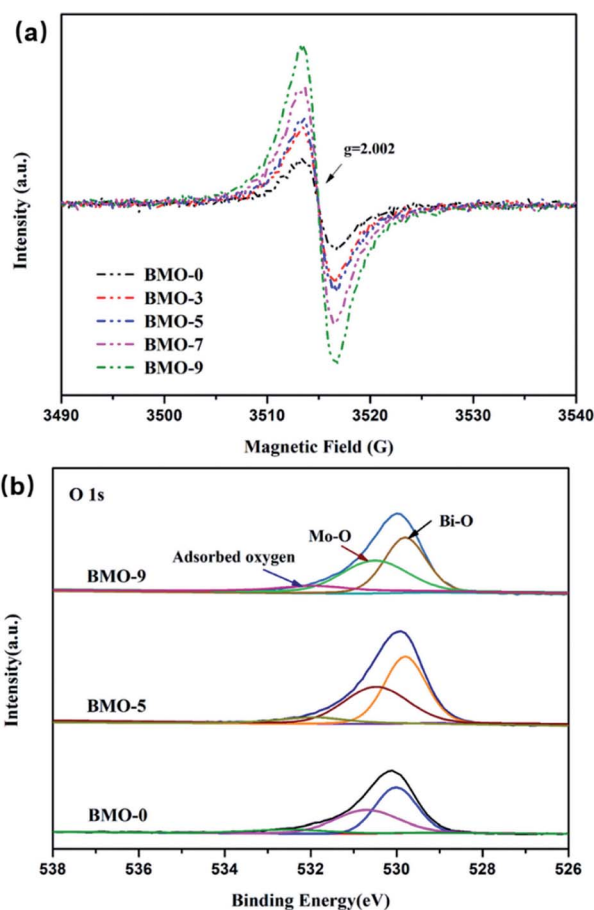 (a)
Intensity (a.u.)
g=2.002
BMO-0
BMO-3
BMO-5
BMO-7
BMO-9
3490 3500 3510 3520 3530 3540
Magnetic Field (G)
(b)
O 1s
Intensity(a.u.)
Bi-O
Mo-O
Adsorbed oxygen
BMO-9
BMO-5
BMO-0
538 536 534 532 530 528 526
Binding Energy(eV)